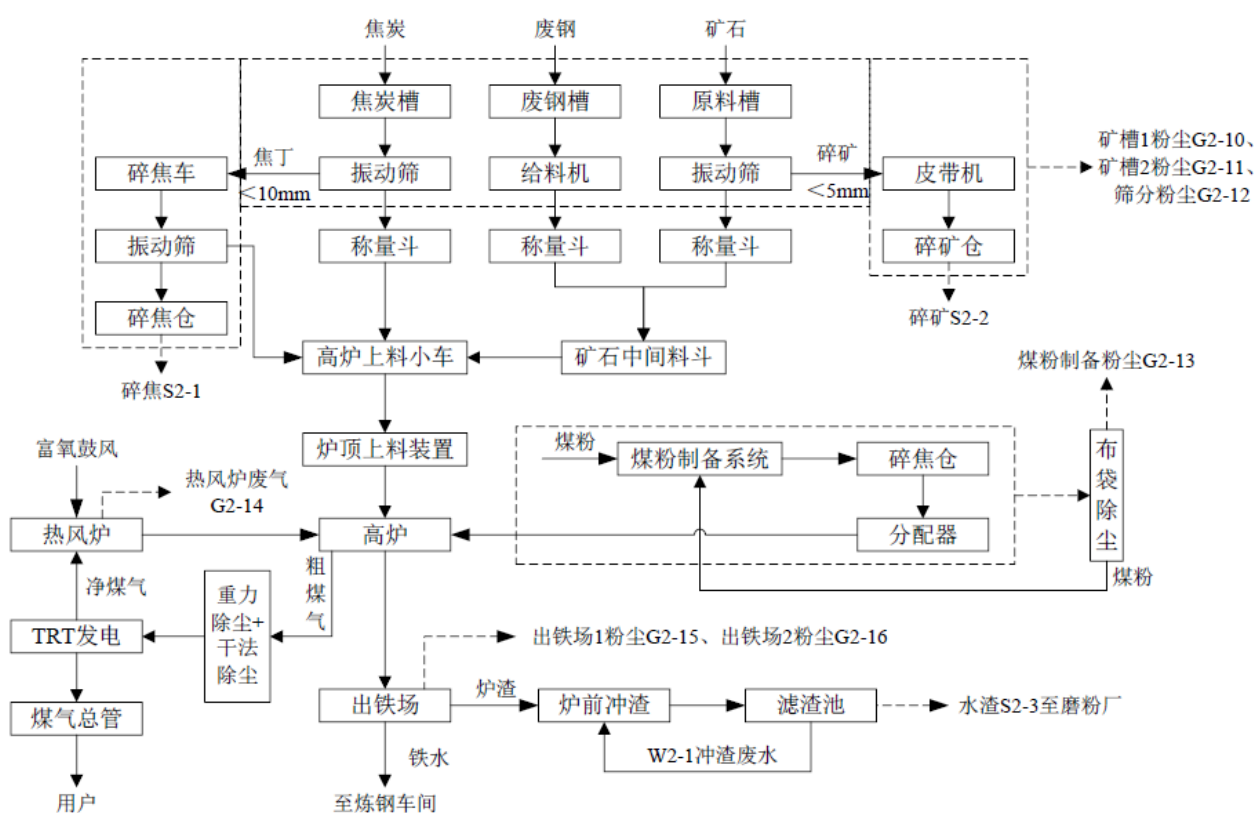 焦炭
废钢
矿石
焦炭槽
废钢槽
原料槽
矿槽1粉尘G2-10、
矿槽2粉尘G2-11、
筛分粉尘G2-12
碎焦车
焦丁
<10mm
振动筛
给料机
振动筛
碎矿
<5mm
皮带机
振动筛
称量斗
称量斗
称量斗
碎矿仓
碎焦仓
碎矿S2-2
高炉上料小车
矿石中间料斗
碎焦S2-1
煤粉制备粉尘G2-13
富氧鼓风
炉顶上料装置
煤粉
煤粉制备系统
碎焦仓
布
袋
除
尘
热风炉废气
G2-14
热风炉
高炉
分配器
煤粉
净煤气
粗
煤
气
重力
除尘+
干法
除尘
TRT发电
出铁场1粉尘G2-15、出铁场2粉尘G2-16
煤气总管
出铁场
炉渣
炉前冲渣
滤渣池
水渣S2-3至磨粉厂
铁水
W2-1冲渣废水
用户
至炼钢车间